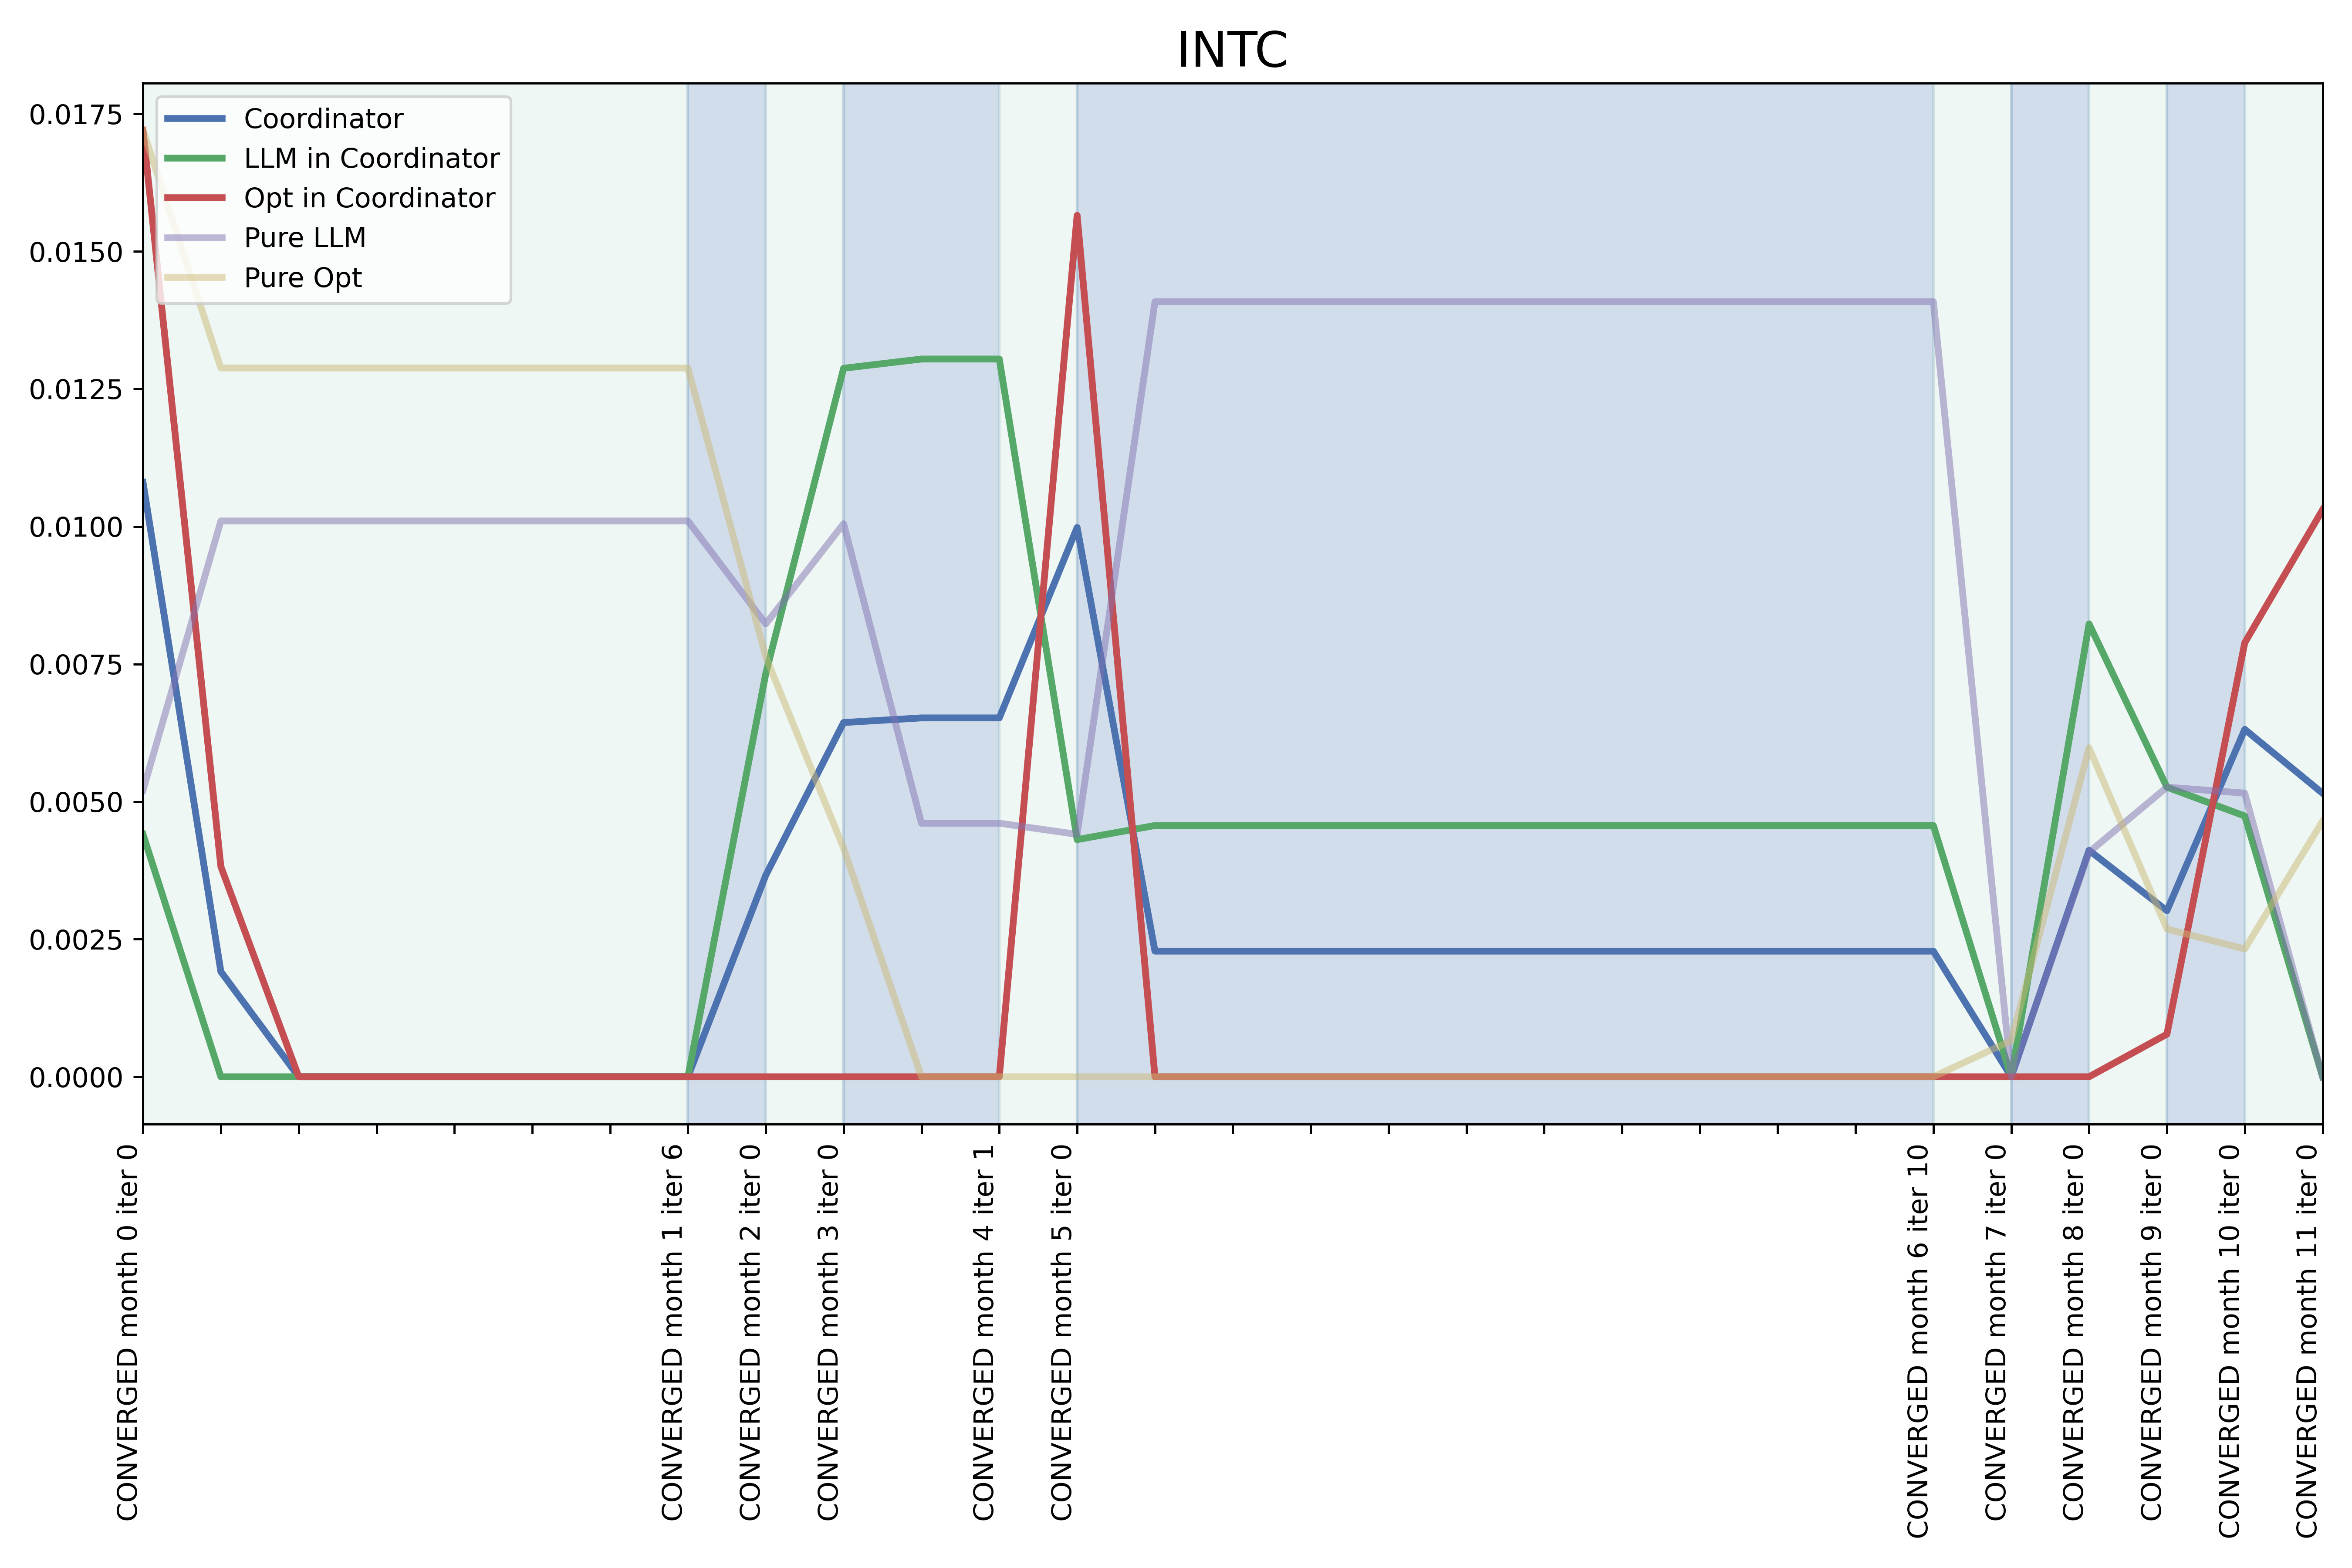 INTC
0.0175
0.0150
0.0125
0.0100
0.0075
0.0050
0.0025
0.0000
Coordinator
LLM in Coordinator
Opt in Coordinator
Pure LLM
Pure Opt
CONVERGED month 0 iter 0
CONVERGED month 1 iter 6
CONVERGED month 2 iter 0
CONVERGED month 3 iter 0
CONVERGED month 4 iter 1
CONVERGED month 5 iter 0
CONVERGED month 6 iter 10
CONVERGED month 7 iter 0
CONVERGED month 8 iter 0
CONVERGED month 9 iter 0
CONVERGED month 10 iter 0
CONVERGED month 11 iter 0